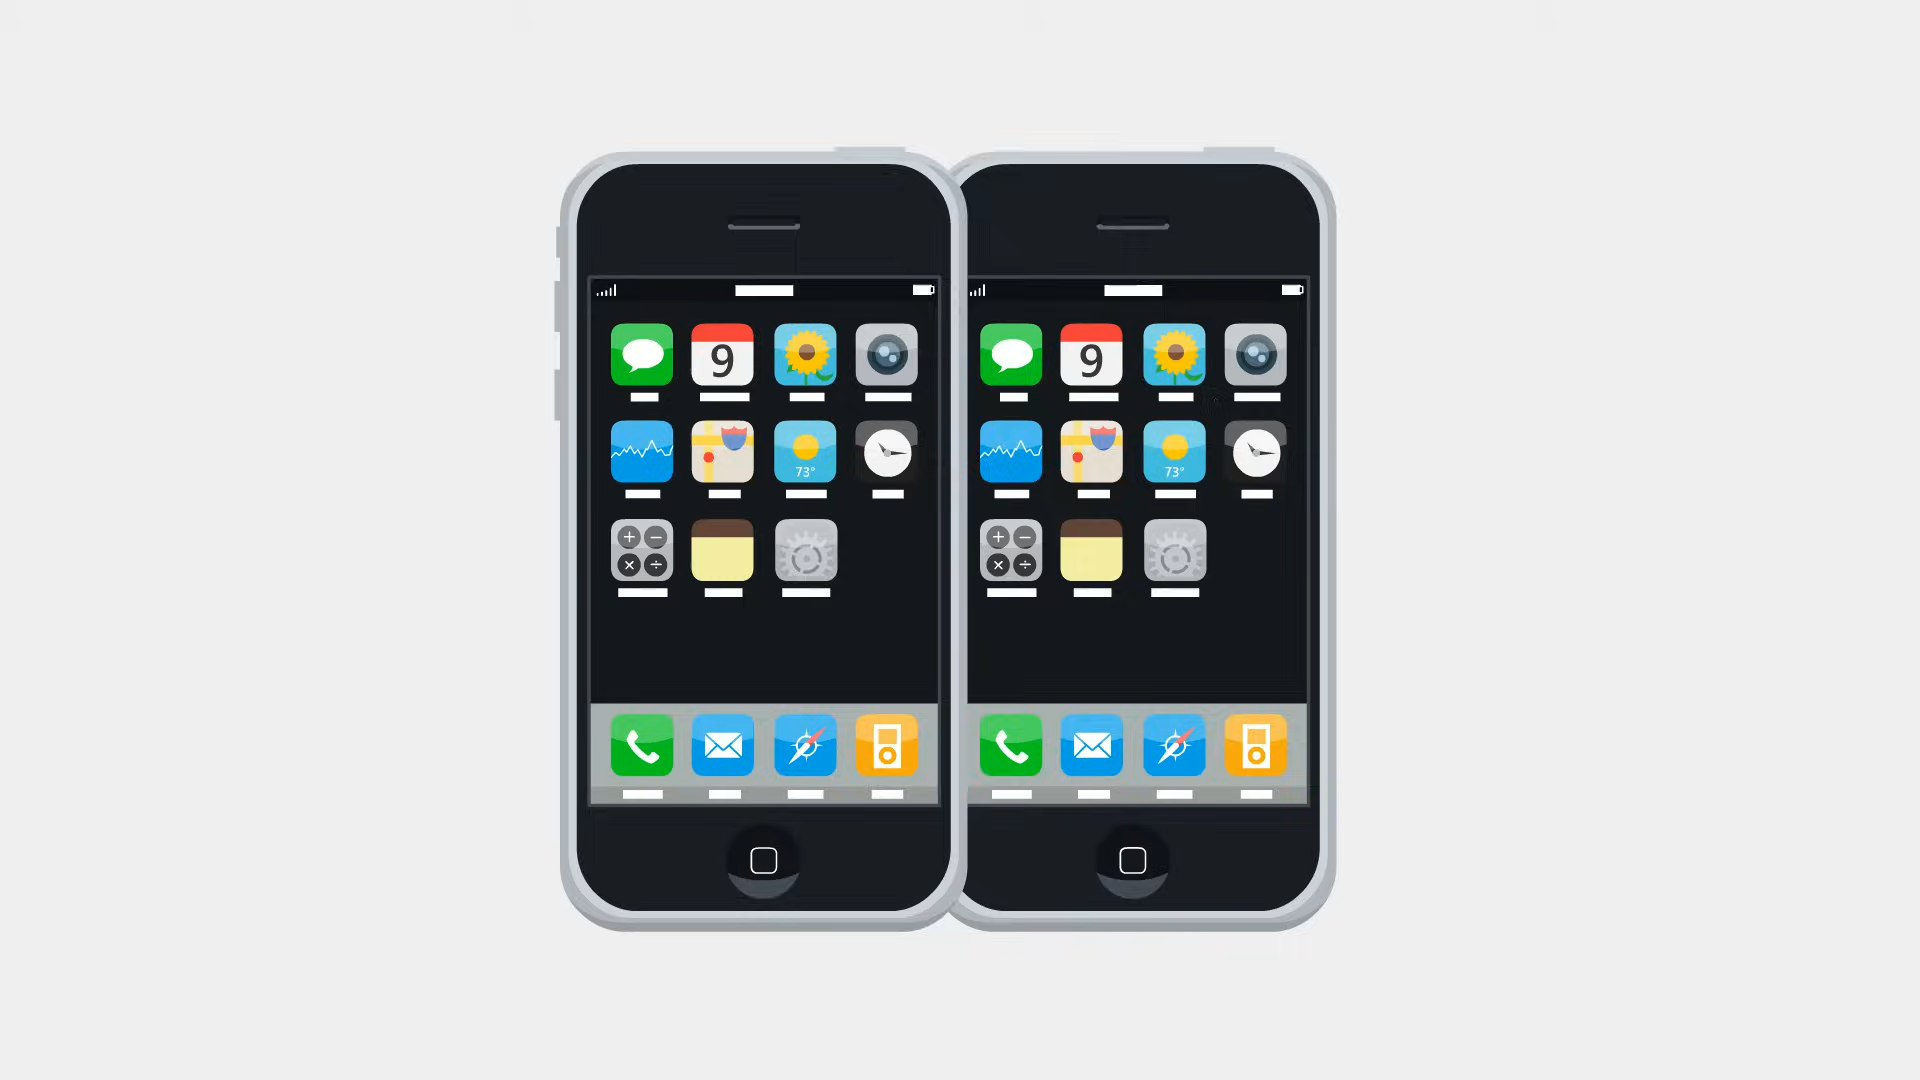 9 9
73° 73°
+ − + −
× ÷ × ÷